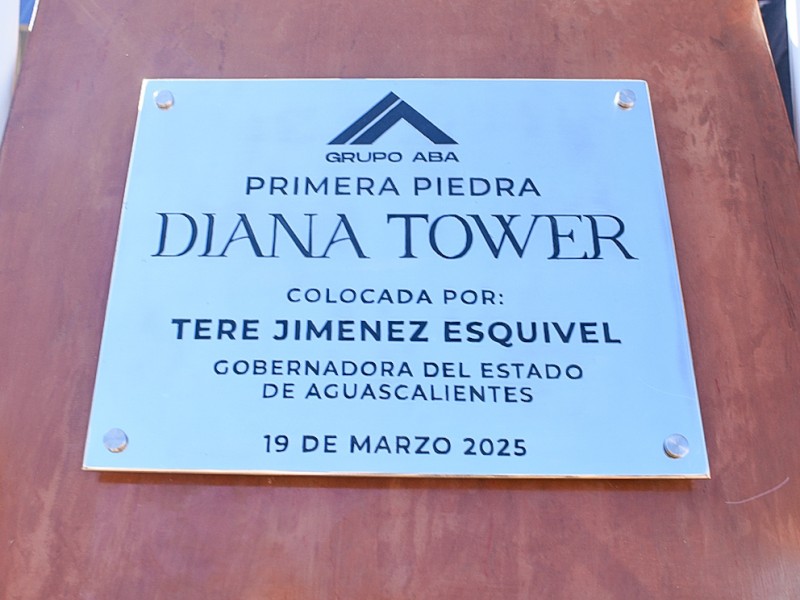 GRUPO ABA
PRIMERA PIEDRA
DIANA TOWER
COLOCADA POR:
TERE JIMENEZ ESQUIVEL
GOBERNADORA DEL ESTADO
DE AGUASCALIENTES
19 DE MARZO 2025